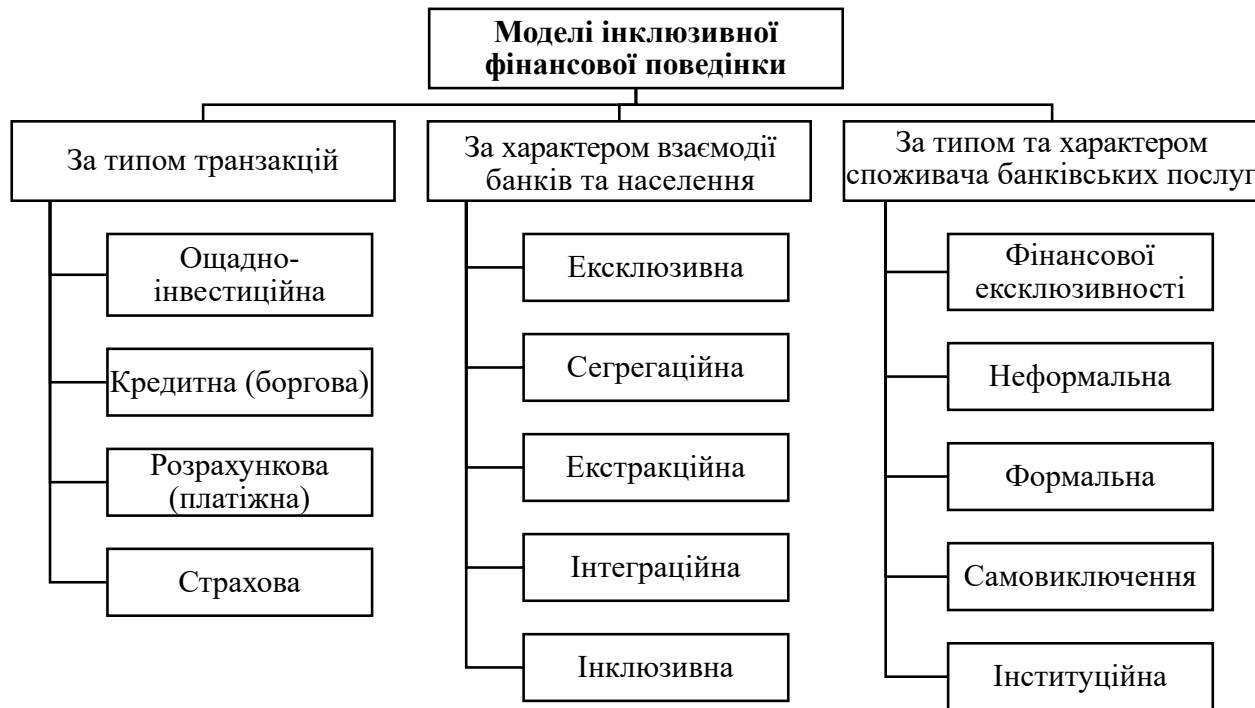 Моделі інклюзивної
фінансової поведінки
За типом транзакцій
Ощадно-
інвестиційна
Кредитна (боргова)
Розрахункова
(платіжна)
Страхова
За характером взаємодії
банків та населення
Ексклюзивна
Сегрегаційна
Екстракційна
Інтеграційна
Інклюзивна
За типом та характером
споживача банківських послуг
Фінансової
ексклюзивності
Неформальна
Формальна
Самовиключення
Інституційна